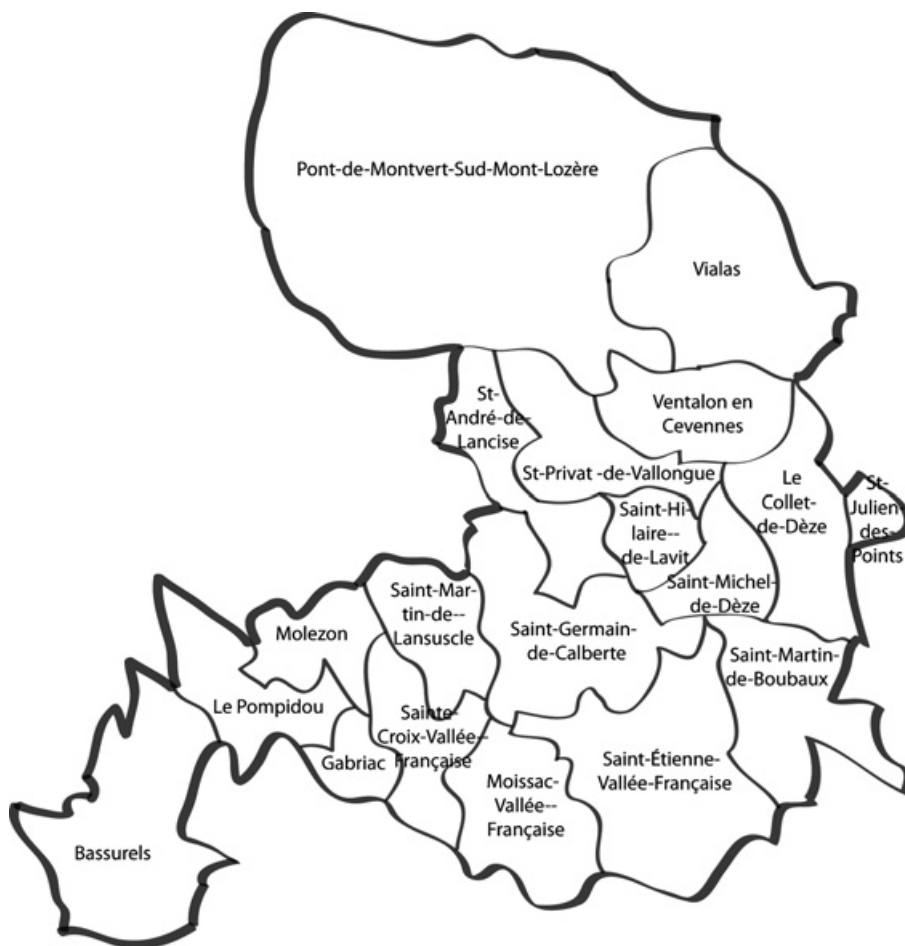 Pont-de-Montvert-Sud-Mont-Lozère
Vialas
St-
André-de-
Lancise
Ventalon en
Cevennes
St-Privat -de-Vallongue
Le
Collet-
de-Dèze
St-
Julien
des-
Points
Saint-Hi-
laire--
de-Lavit
Saint-Michel-
de-Dèze
Saint-Mar-
tin-de--
Lansuscle
Molezon
Saint-Germain-
de-Calberte
Saint-Martin-
de-Boubaux
Le Pompidou
Sainte-
Croix-Vallée--
Française
Gabriac
Moissac-
Vallée--
Française
Saint-Étienne-
Vallée-Française
Bassurels